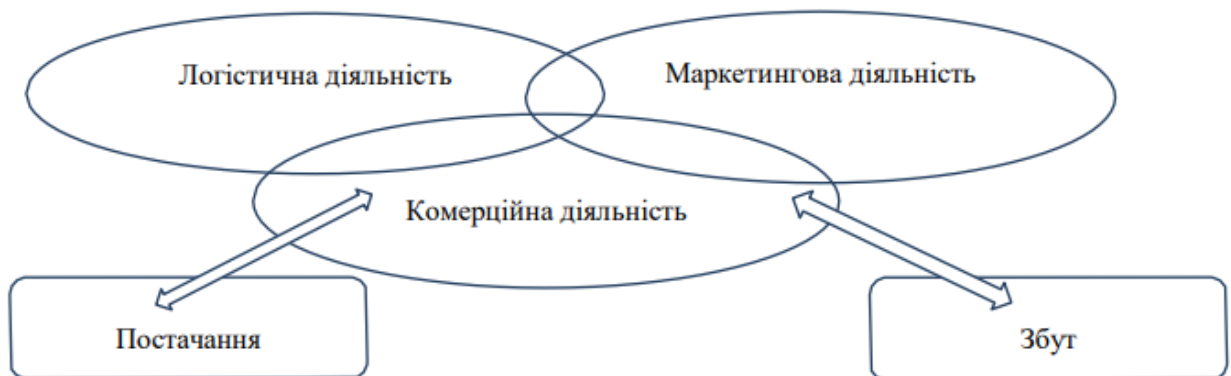 Логістична діяльність
Маркетингова діяльність
Комерційна діяльність
Постачання
Збут